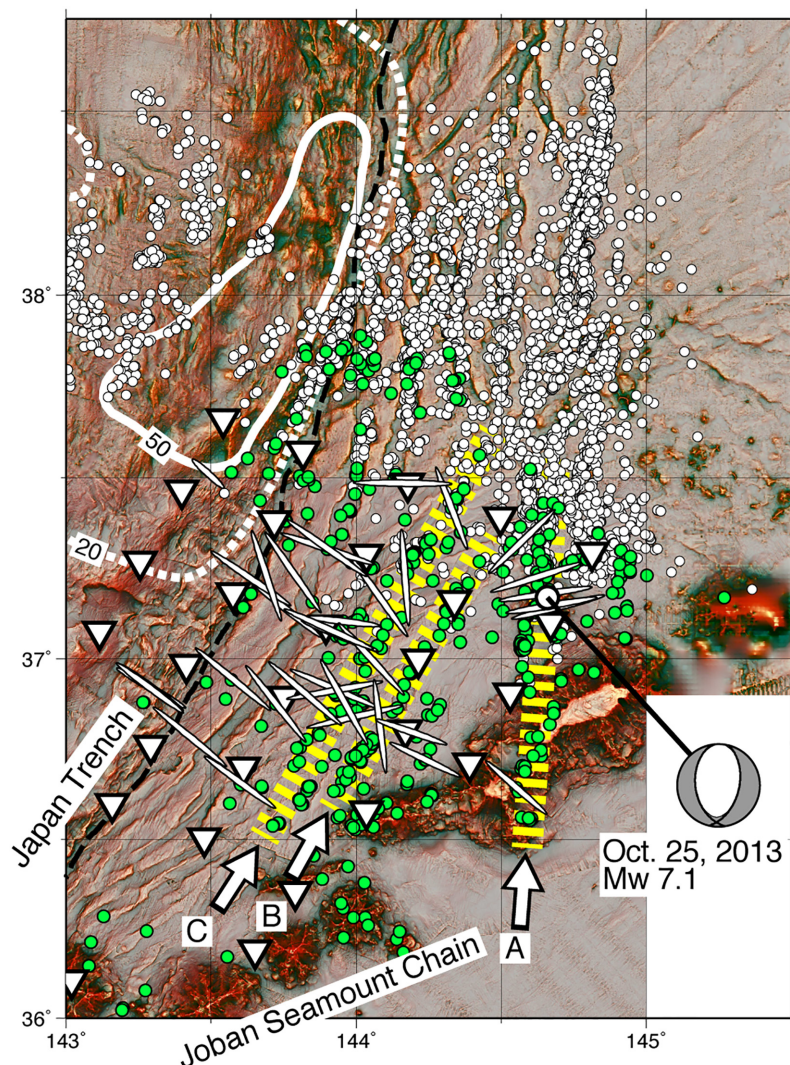 38˚
50
20
37˚
Japan Trench
Oct. 25, 2013
Mw 7.1
C
B
A
Joban Seamount Chain
36˚
143˚
144˚
145˚